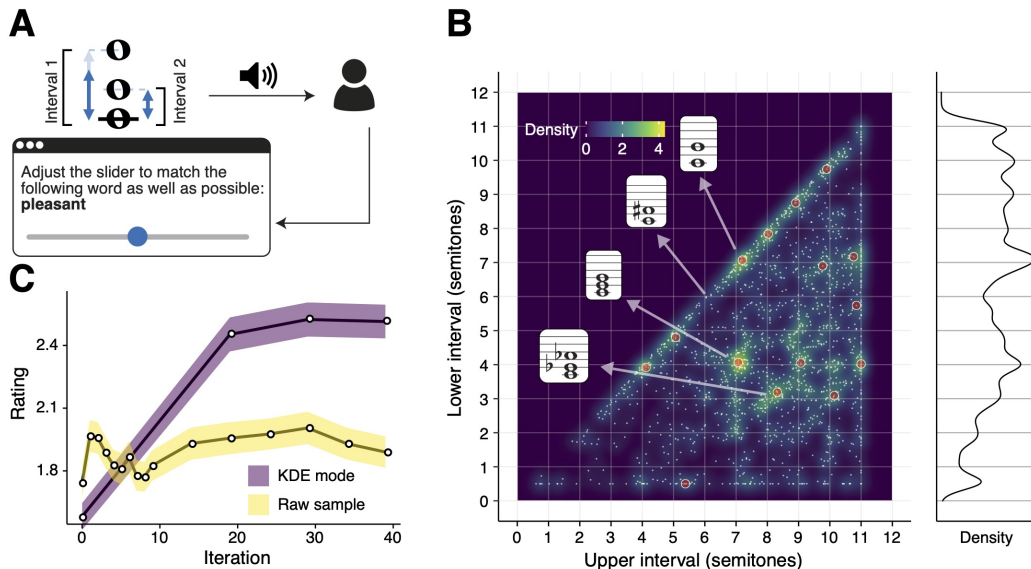 A
Interval 1
Interval 2
Adjust the slider to match the
following word as well as possible:
pleasant
B
Density
0 2 4
12
11
10
9
8
7
6
5
4
3
2
1
0
Lower interval (semitones)
0 1 2 3 4 5 6 7 8 9 10 11 12
Upper interval (semitones)
Density
C
2.4
2.1
1.8
Rating
KDE mode
Raw sample
0 10 20 30 40
Iteration